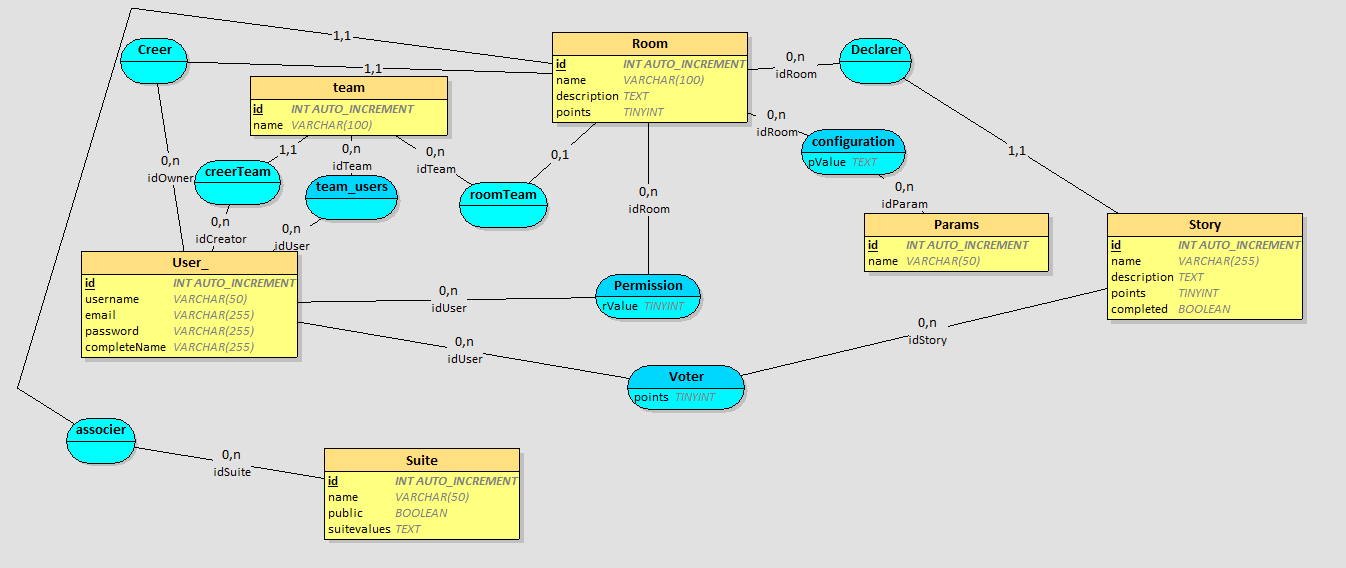 Creer
1,1
1,1
Room
id INT AUTO_INCREMENT
name VARCHAR(100)
description TEXT
points TINYINT
0,n
idRoom
Declarer
team
id INT AUTO_INCREMENT
name VARCHAR(100)
0,n
idRoom
configuration
pValue TEXT
1,1
0,n
idOwner
1,1
creerTeam
0,n
idTeam
team_users
0,n
idTeam
0,1
roomTeam
0,n
idRoom
0,n
idParam
0,n
idCreator
0,n
idUser
Params
id INT AUTO_INCREMENT
name VARCHAR(50)
Story
id INT AUTO_INCREMENT
name VARCHAR(255)
description TEXT
points TINYINT
completed BOOLEAN
User_
id INT AUTO_INCREMENT
username VARCHAR(50)
email VARCHAR(255)
password VARCHAR(255)
completeName VARCHAR(255)
0,n
idUser
Permission
rValue TINYINT
0,n
idUser
0,n
idStory
Voter
points TINYINT
associer
0,n
idSuite
Suite
id INT AUTO_INCREMENT
name VARCHAR(50)
public BOOLEAN
suitevalues TEXT